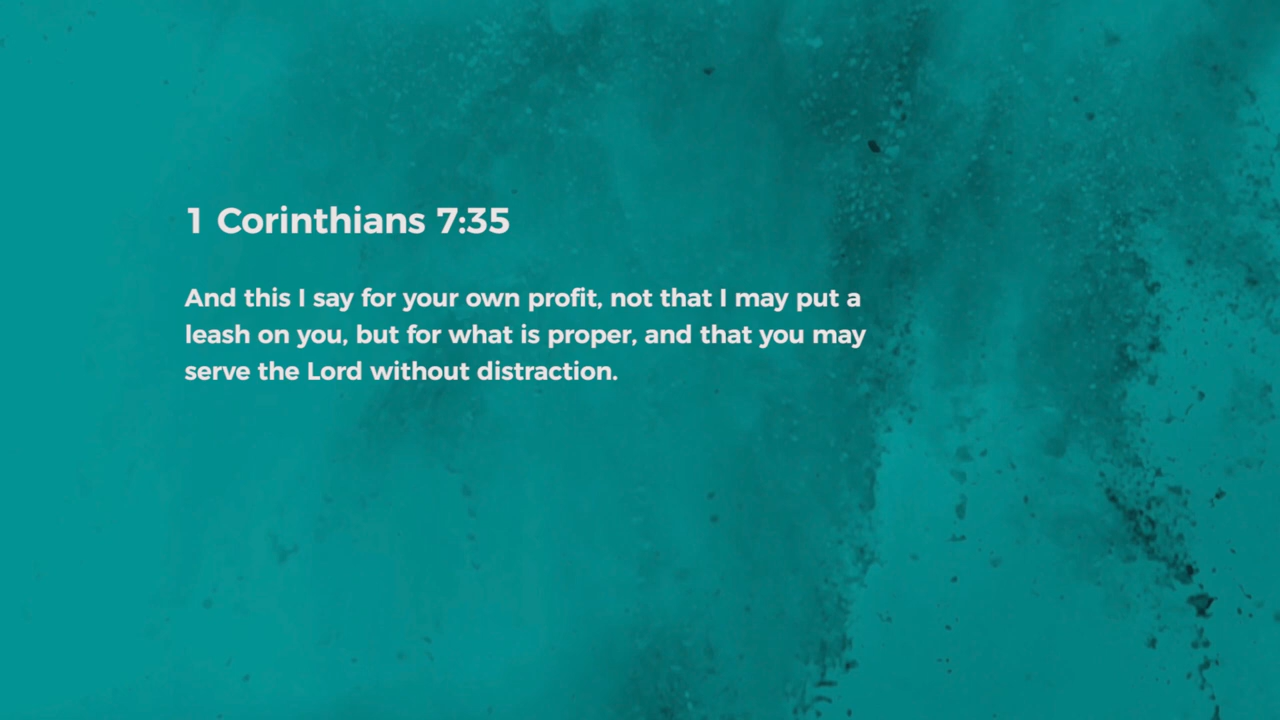 1 Corinthians 7:35
And this I say for your own profit, not that I may put a
leash on you, but for what is proper, and that you may
serve the Lord without distraction.